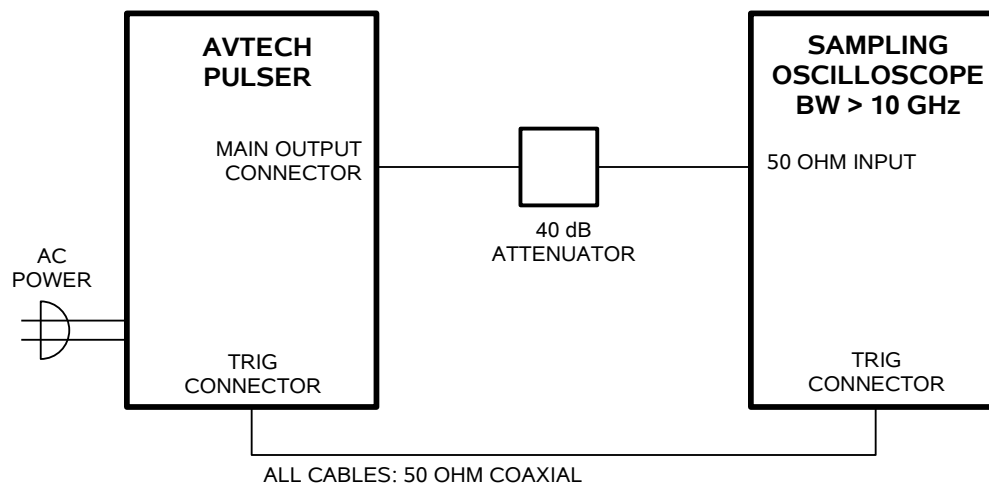 AVTECH
PULSER
MAIN OUTPUT
CONNECTOR
AC
POWER
TRIG
CONNECTOR
40 dB
ATTENUATOR
SAMPLING
OSCILLOSCOPE
BW > 10 GHz
50 OHM INPUT
TRIG
CONNECTOR
ALL CABLES: 50 OHM COAXIAL